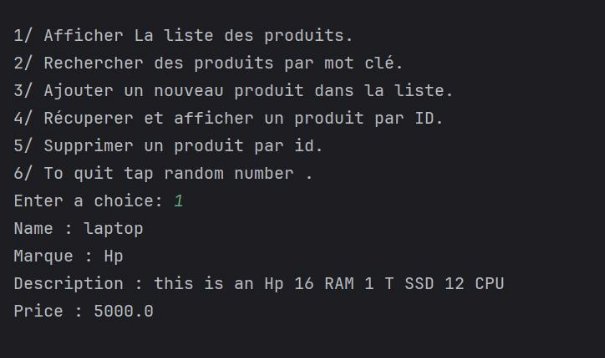 1/ Afficher La liste des produits.
2/ Rechercher des produits par mot clé.
3/ Ajouter un nouveau produit dans la liste.
4/ Récuperer et afficher un produit par ID.
5/ Supprimer un produit par id.
6/ To quit tap random number .
Enter a choice: 1
Name : laptop
Marque : Hp
Description : this is an Hp 16 RAM 1 T SSD 12 CPU
Price : 5000.0